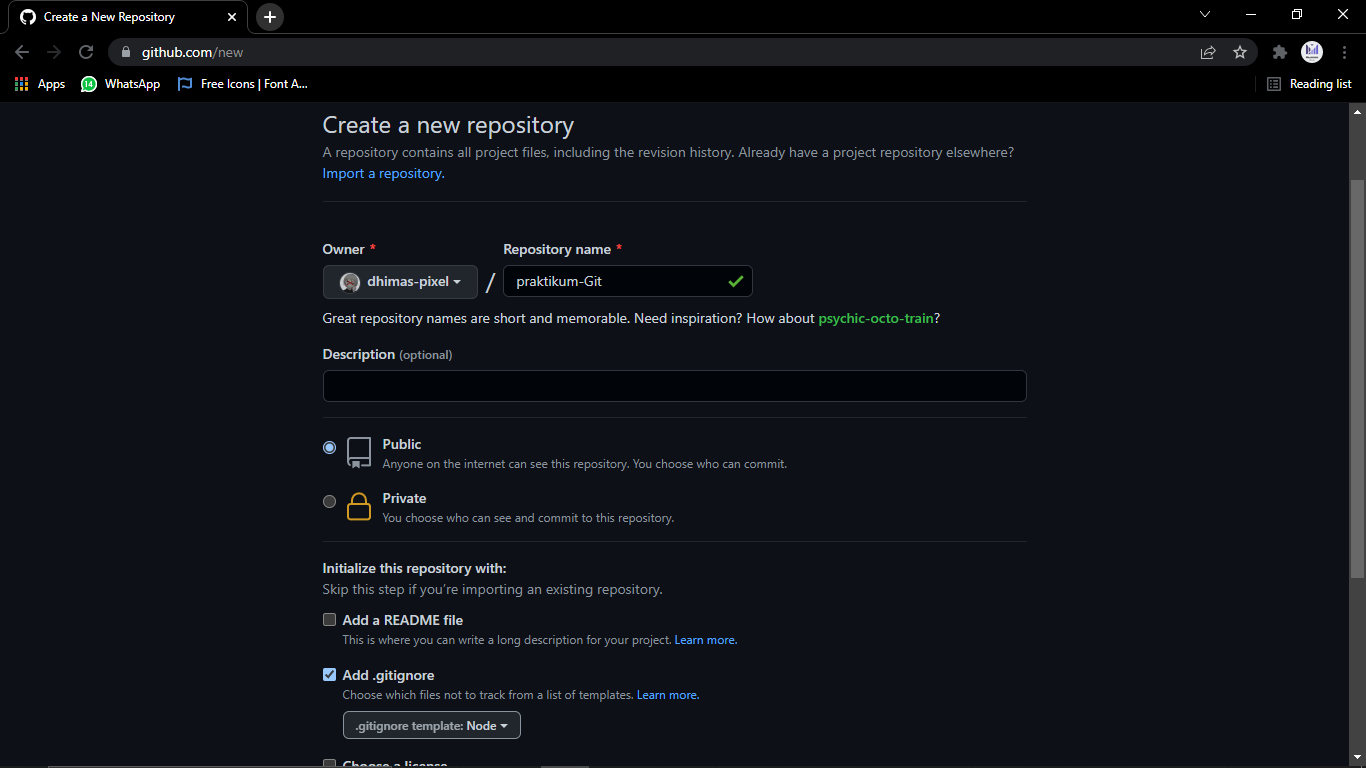 Create a New Repository
github.com/new
Apps
14
WhatsApp
Free Icons | Font A...
Reading list
Create a new repository
A repository contains all project files, including the revision history. Already have a project repository elsewhere?
Import a repository.
Owner *
Repository name *
dhimas-pixel
/
praktikum-Git
Great repository names are short and memorable. Need inspiration? How about psychic-octo-train?
Description (optional)
Public
Anyone on the internet can see this repository. You choose who can commit.
Private
You choose who can see and commit to this repository.
Initialize this repository with:
Skip this step if you're importing an existing repository.
Add a README file
This is where you can write a long description for your project. Learn more.
Add .gitignore
Choose which files not to track from a list of templates. Learn more.
.gitignore template: Node
Choose a license